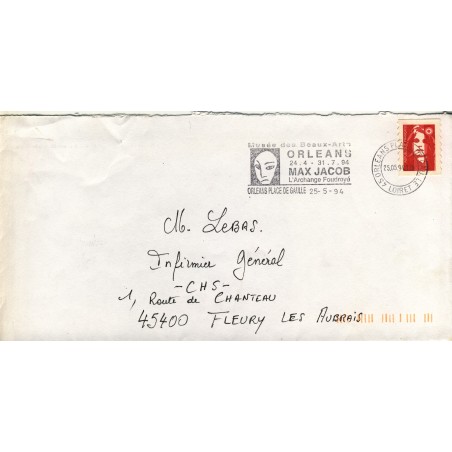 Musée des Beaux-Arts
ORLEANS
24.4 - 31.7.94
MAX JACOB
L'Archange Foudroyé
ORLEANS PLACE DE GAULLE 25-5-94
M. LEBAS.
Infirmier Général
- CHS -
1, Route de CHANTEAU
45400 FLEURY LES AUBRAIS